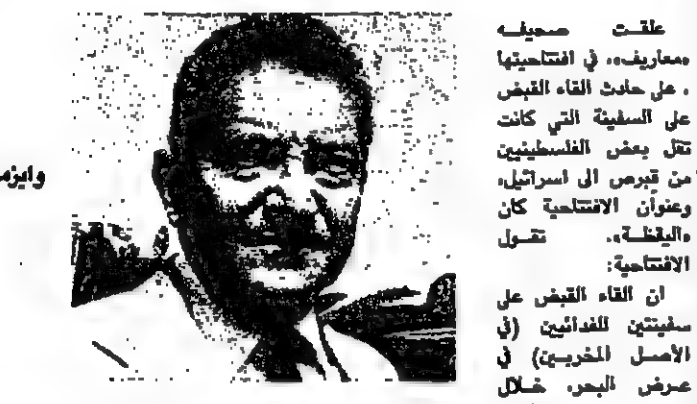 علقت صحيفة
«معاريف»، في افتتاحيتها
، على حادث القاء القبض
على السفينة التي كانت
تقل بعض الفلسطينيين
من قبرص الى اسرائيل،
وعنوان الافتتاحية كان
«اليقظة». تقول
الافتتاحية:
ان القاء القبض على
سفينتين للفدائيين (في
الأصل المخربين) في
عرض البحر، خلال
وايزم